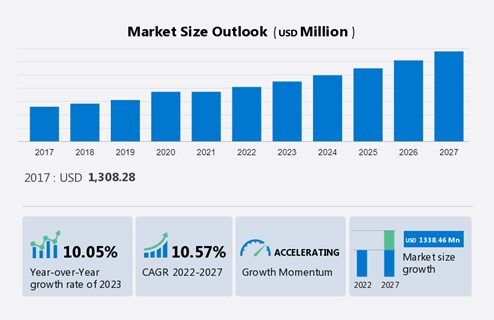 Market Size Outlook (USD Million)
2017 2018 2019 2020 2021 2022 2023 2024 2025 2026 2027
2017 : USD 1,308.28
10.05%
Year-over-Year
growth rate of 2023
10.57%
CAGR 2022-2027
ACCELERATING
Growth Momentum
USD 1338.46 Mn
Market size
growth
2022 2027